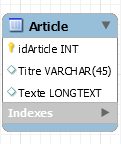 Article
idArticle INT
Titre VARCHAR(45)
Texte LONGTEXT
Indexes